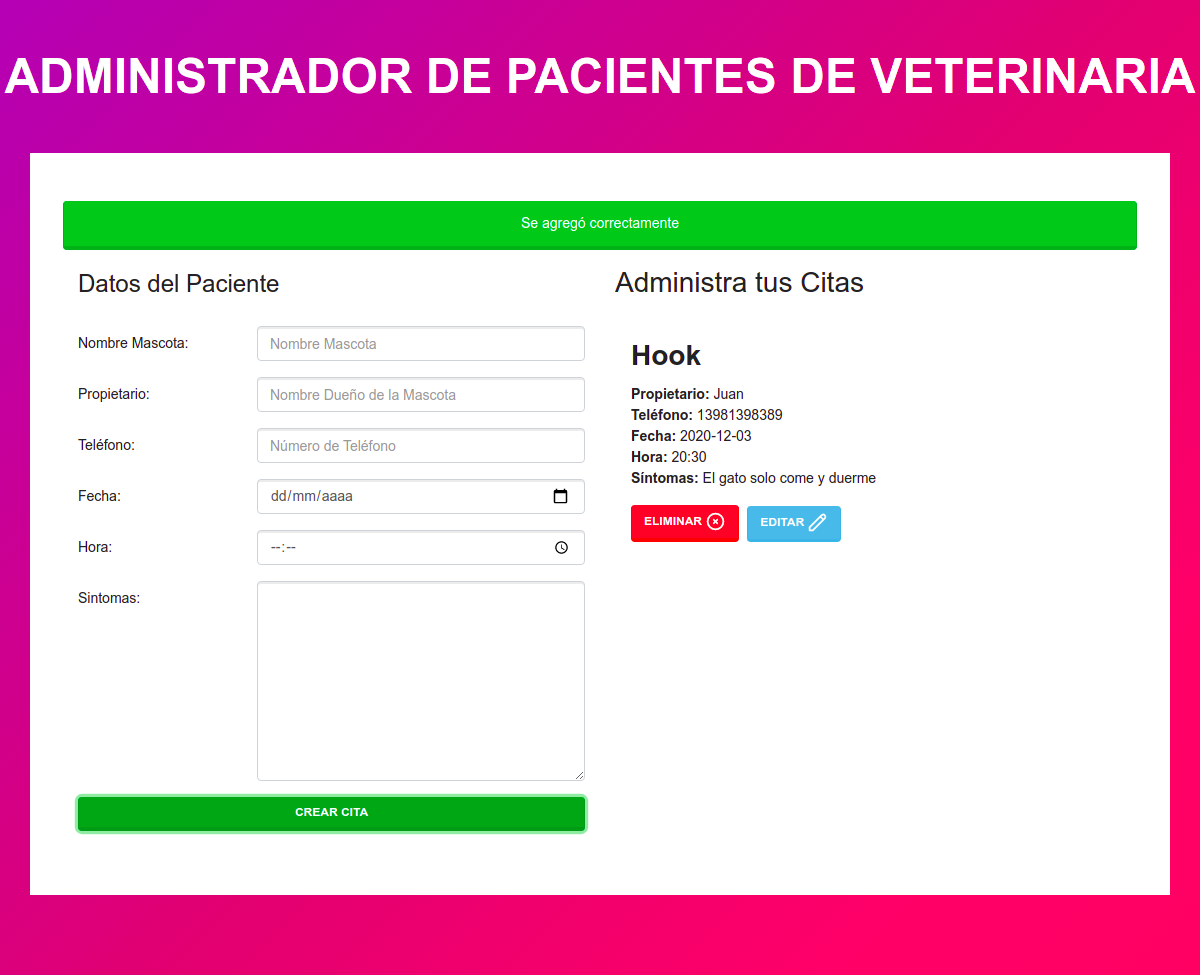 ADMINISTRADOR DE PACIENTES DE VETERINARIA
Se agregó correctamente
Datos del Paciente
Nombre Mascota:
Nombre Mascota
Propietario:
Nombre Dueño de la Mascota
Teléfono:
Número de Teléfono
Fecha:
dd/mm/aaaa
Hora:
--:--
Sintomas:
CREAR CITA
Administra tus Citas
Hook
Propietario: Juan
Teléfono: 13981398389
Fecha: 2020-12-03
Hora: 20:30
Síntomas: El gato solo come y duerme
ELIMINAR
EDITAR